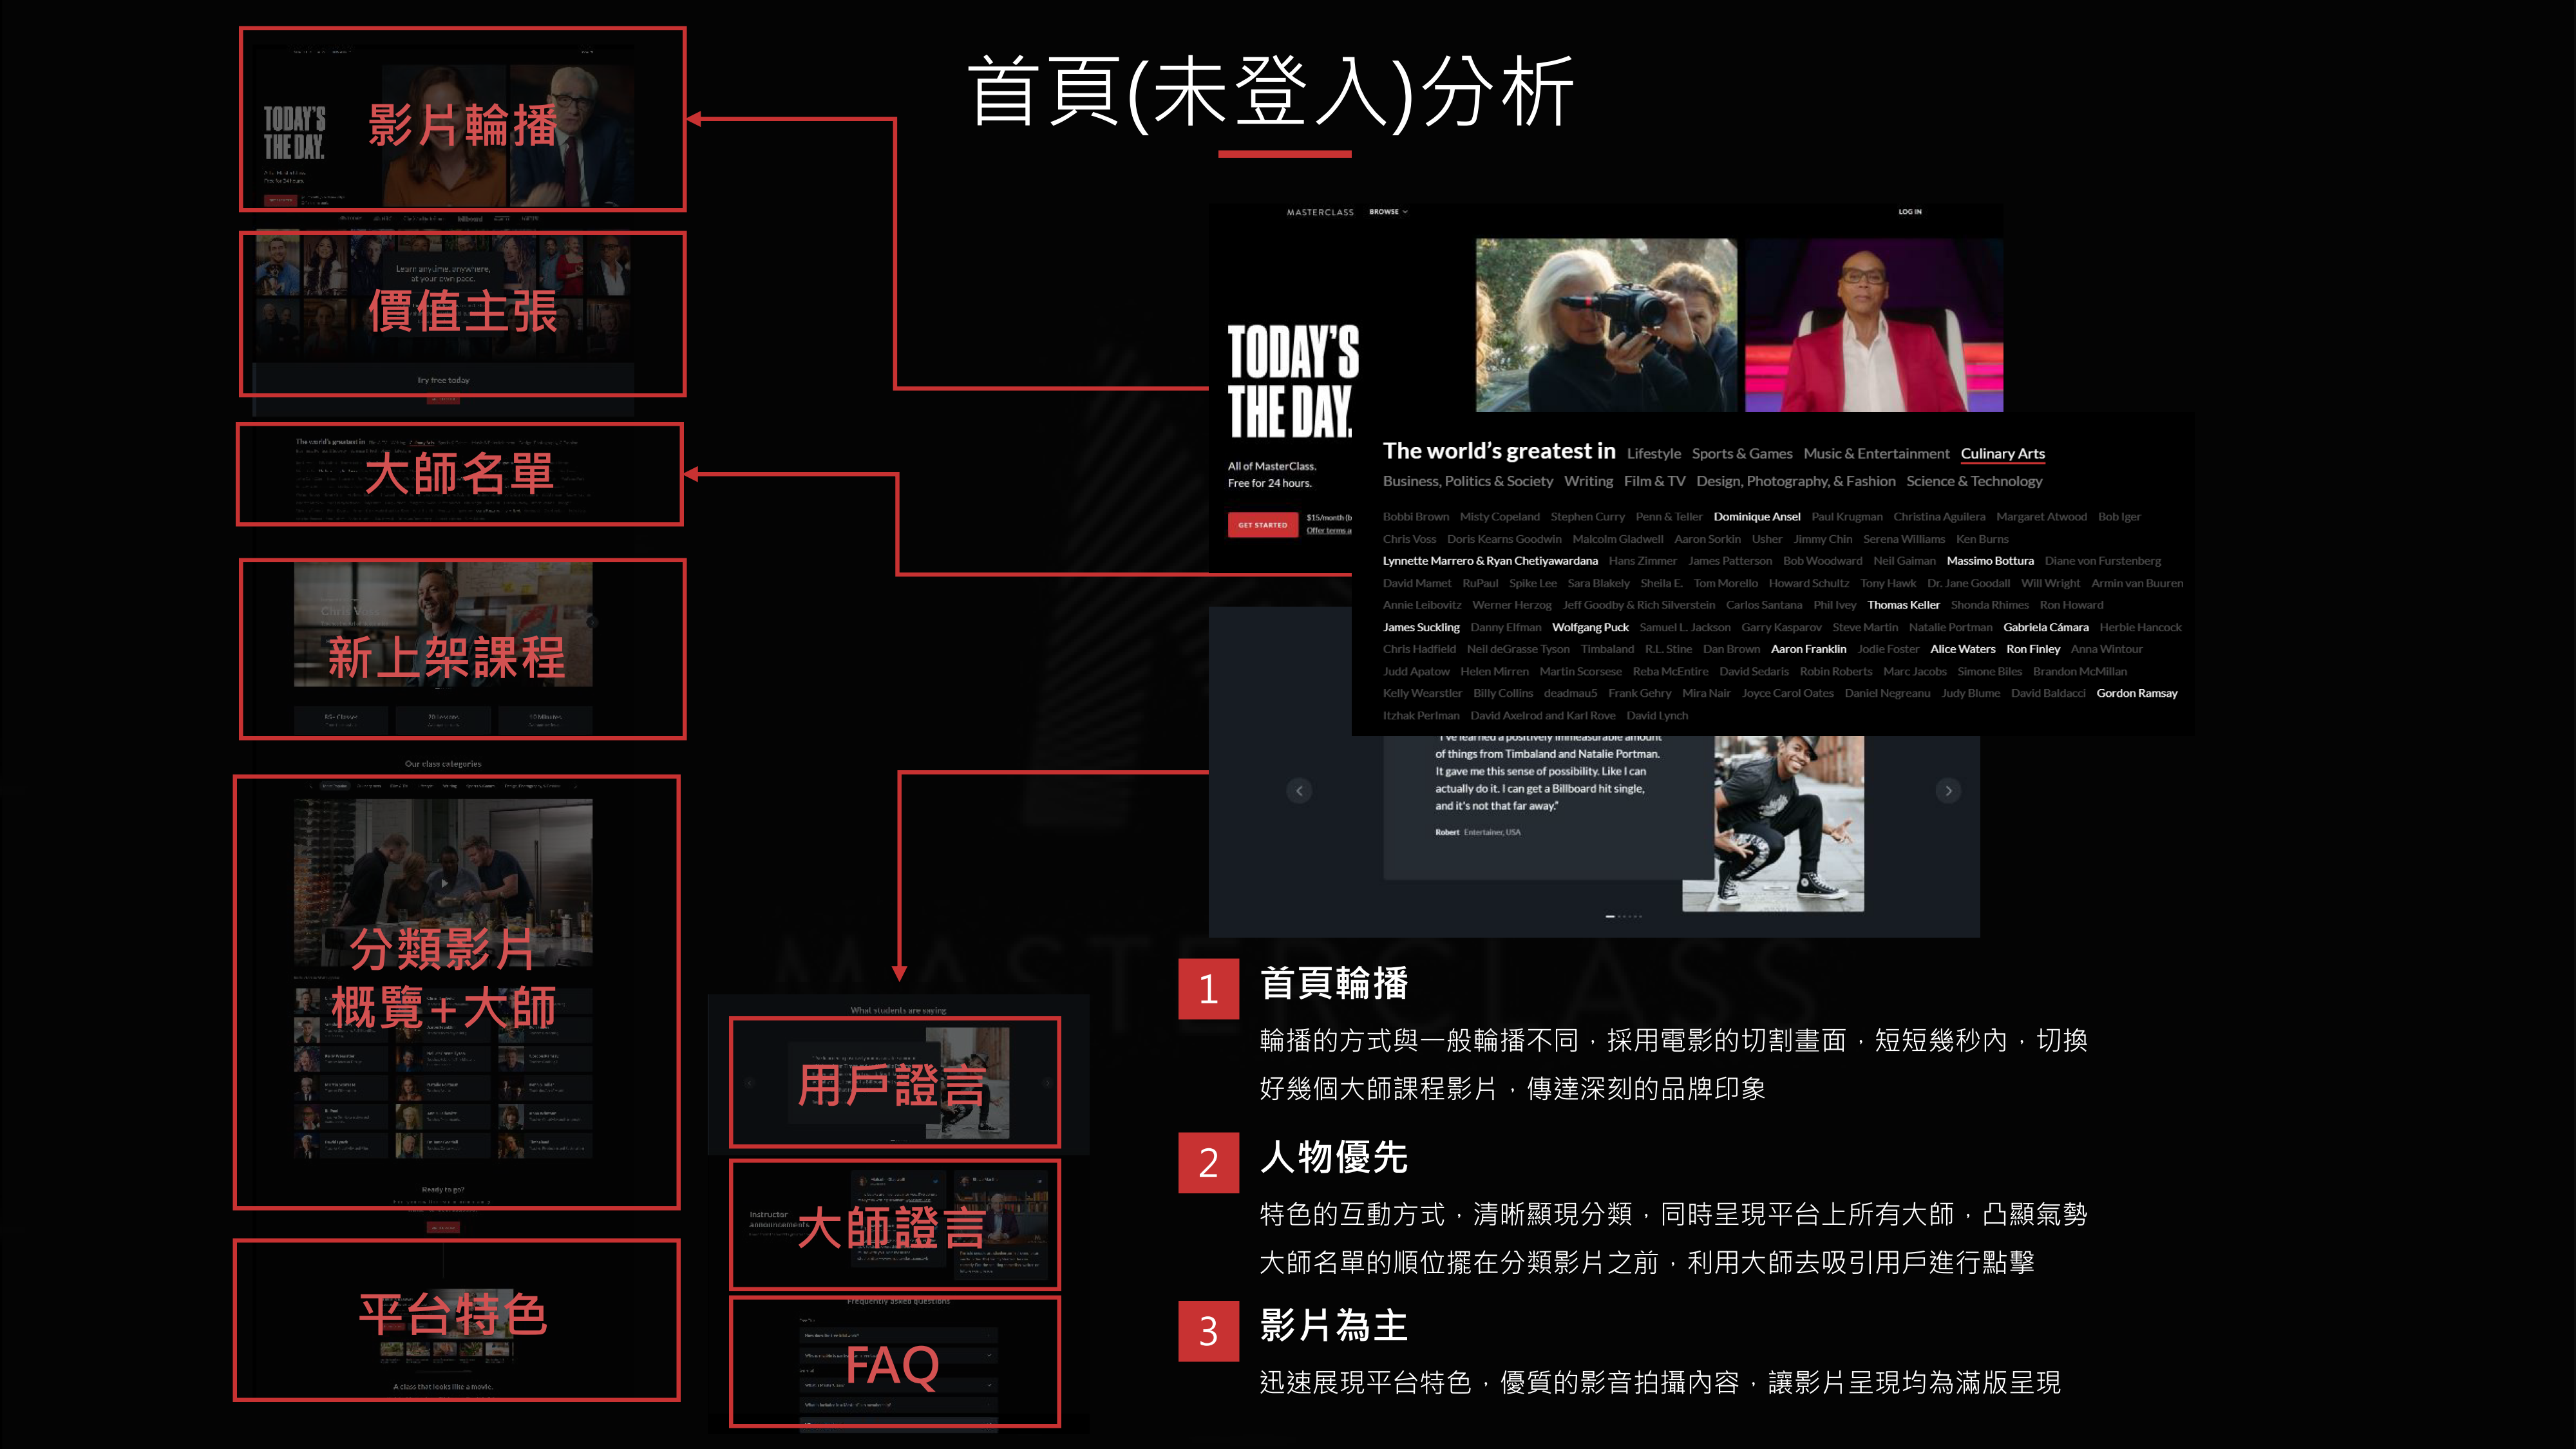 首頁(未登入)分析
TODAY'S
THE DAY.
影片輪播
billboard
Learn anytime, anywhere,
at your own pace.
價值主張
Try free today
The world's greatest in
大師名單
Chris Voss
新上架課程
85+ Classes
20 Lessons
10 Minutes
Our class categories
分類影片
概覽+大師
Ready to go?
平台特色
A class that looks like a movie.
What students are saying
用戶證言
Instructor
announcements
大師證言
Frequently asked questions
FAQ
MASTERCLASS BROWSE LOG IN
TODAY'S
THE DAY.
All of MasterClass.
Free for 24 hours.
GET STARTED $15/month (b
Offer terms a
The world's greatest in Lifestyle Sports & Games Music & Entertainment Culinary Arts
Business, Politics & Society Writing Film & TV Design, Photography, & Fashion Science & Technology
Bobbi Brown Misty Copeland Stephen Curry Penn & Teller Dominique Ansel Paul Krugman Christina Aguilera Margaret Atwood Bob Iger
Chris Voss Doris Kearns Goodwin Malcolm Gladwell Aaron Sorkin Usher Jimmy Chin Serena Williams Ken Burns
Lynnette Marrero & Ryan Chetiyawardana Hans Zimmer James Patterson Bob Woodward Neil Gaiman Massimo Bottura Diane von Furstenberg
David Mamet RuPaul Spike Lee Sara Blakely Sheila E. Tom Morello Howard Schultz Tony Hawk Dr. Jane Goodall Will Wright Armin van Buuren
Annie Leibovitz Werner Herzog Jeff Goodby & Rich Silverstein Carlos Santana Phil Ivey Thomas Keller Shonda Rhimes Ron Howard
James Suckling Danny Elfman Wolfgang Puck Samuel L. Jackson Garry Kasparov Steve Martin Natalie Portman Gabriela Cámara Herbie Hancock
Chris Hadfield Neil deGrasse Tyson Timbaland R.L. Stine Dan Brown Aaron Franklin Jodie Foster Alice Waters Ron Finley Anna Wintour
Judd Apatow Helen Mirren Martin Scorsese Reba McEntire David Sedaris Robin Roberts Marc Jacobs Simone Biles Brandon McMillan
Kelly Wearstler Billy Collins deadmau5 Frank Gehry Mira Nair Joyce Carol Oates Daniel Negreanu Judy Blume David Baldacci Gordon Ramsay
Itzhak Perlman David Axelrod and Karl Rove David Lynch
"I've learned a positively immeasurable amount
of things from Timbaland and Natalie Portman.
It gave me this sense of possibility. Like I can
actually do it. I can get a Billboard hit single,
and it's not that far away."
Robert Entertainer, USA
MASTERCLASS
1 首頁輪播
輪播的方式與一般輪播不同，採用電影的切割畫面，短短幾秒內，切換
好幾個大師課程影片，傳達深刻的品牌印象
2 人物優先
特色的互動方式，清晰顯現分類，同時呈現平台上所有大師，凸顯氣勢
大師名單的順位擺在分類影片之前，利用大師去吸引用戶進行點擊
3 影片為主
迅速展現平台特色，優質的影音拍攝內容，讓影片呈現均為滿版呈現